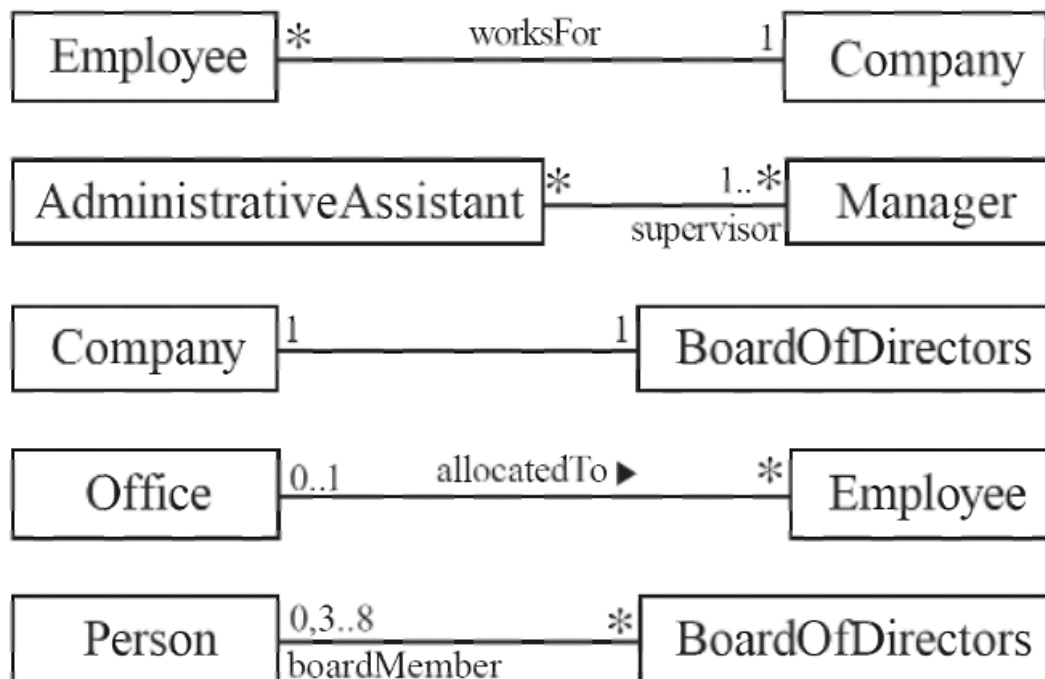 Employee * worksFor 1 Company
AdministrativeAssistant * 1..* Manager
supervisor
Company 1 1 BoardOfDirectors
Office 0..1 allocatedTo ▶ * Employee
Person 0,3..8 * BoardOfDirectors
boardMember